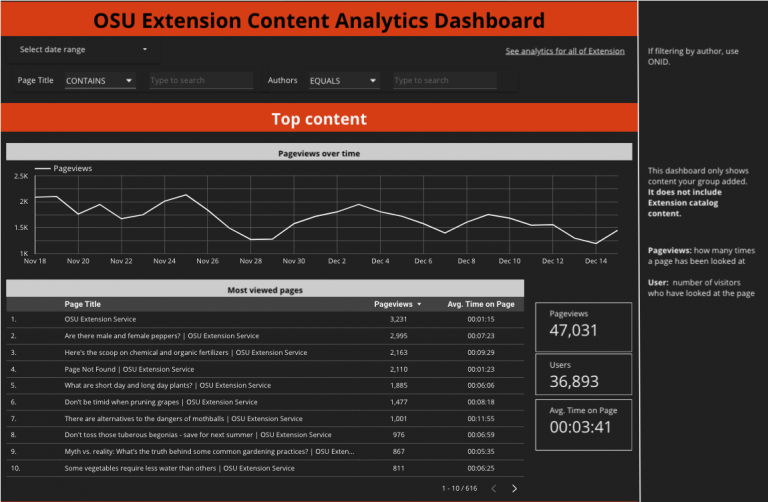 OSU Extension Content Analytics Dashboard
Select date range
See analytics for all of Extension
Page Title CONTAINS Type to search Authors EQUALS Type to search
If filtering by author, use
ONID.
Top content
Pageviews over time
Pageviews
2.5K
2K
1.5K
1K
Nov 18 Nov 20 Nov 22 Nov 24 Nov 26 Nov 28 Nov 30 Dec 2 Dec 4 Dec 6 Dec 8 Dec 10 Dec 12 Dec 14
This dashboard only shows
content your group added.
It does not include
Extension catalog
content.
Pageviews: how many times
a page has been looked at
User: number of visitors
who have looked at the page
Most viewed pages
Page Title Pageviews Avg. Time on Page
1. OSU Extension Service 3,231 00:01:15
2. Are there male and female peppers? | OSU Extension Service 2,995 00:07:23
3. Here's the scoop on chemical and organic fertilizers | OSU Extension Service 2,163 00:09:29
4. Page Not Found | OSU Extension Service 2,110 00:01:23
5. What are short day and long day plants? | OSU Extension Service 1,885 00:06:06
6. Don't be timid when pruning grapes | OSU Extension Service 1,477 00:08:18
7. There are alternatives to the dangers of mothballs | OSU Extension Service 1,001 00:11:55
8. Don't toss those tuberous begonias - save for next summer | OSU Extension Service 976 00:06:59
9. Myth vs. reality: What's the truth behind some common gardening practices? | OSU Exten... 867 00:05:35
10. Some vegetables require less water than others | OSU Extension Service 811 00:06:25
1 - 10 / 616
Pageviews
47,031
Users
36,893
Avg. Time on Page
00:03:41